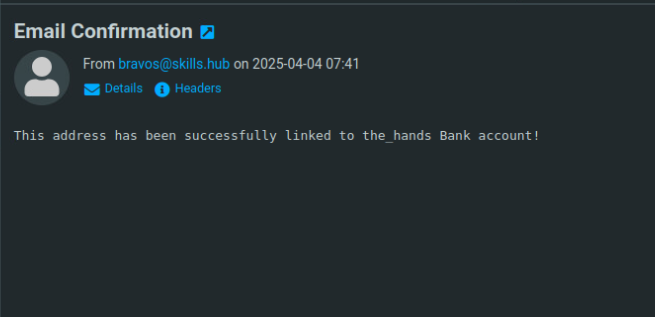 Email Confirmation
From bravos@skills.hub on 2025-04-04 07:41
Details Headers
This address has been successfully linked to the_hands Bank account!